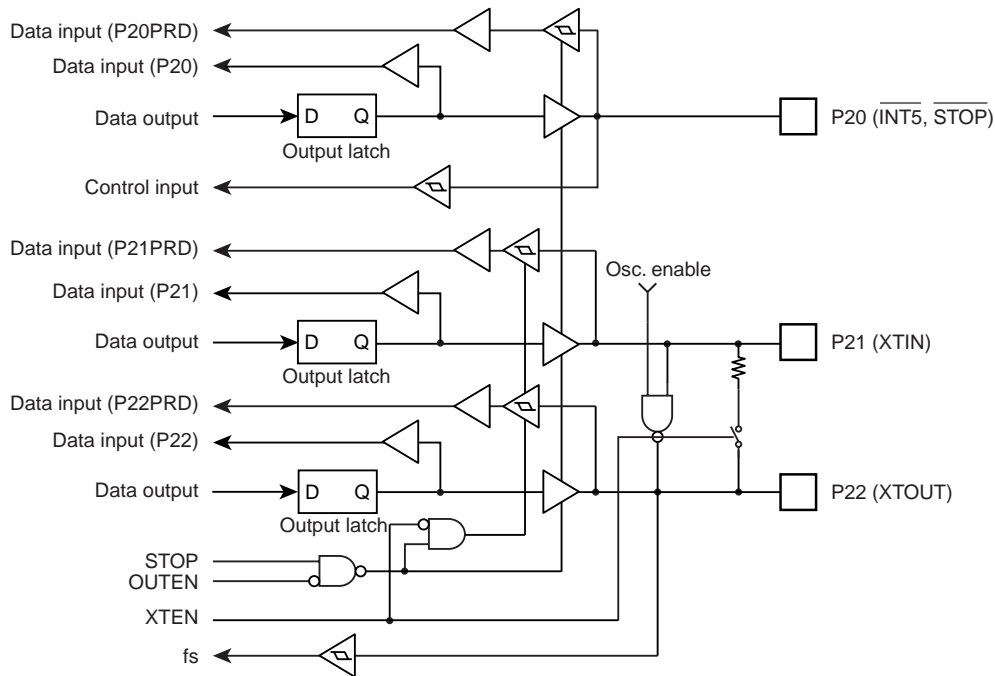 Data input (P20PRD)
Data input (P20)
Data output
D Q
Output latch
P20 (INT5, STOP)
Control input
Data input (P21PRD)
Osc. enable
Data input (P21)
Data output
D Q
Output latch
P21 (XTIN)
Data input (P22PRD)
Data input (P22)
Data output
D Q
Output latch
P22 (XTOUT)
STOP
OUTEN
XTEN
fs